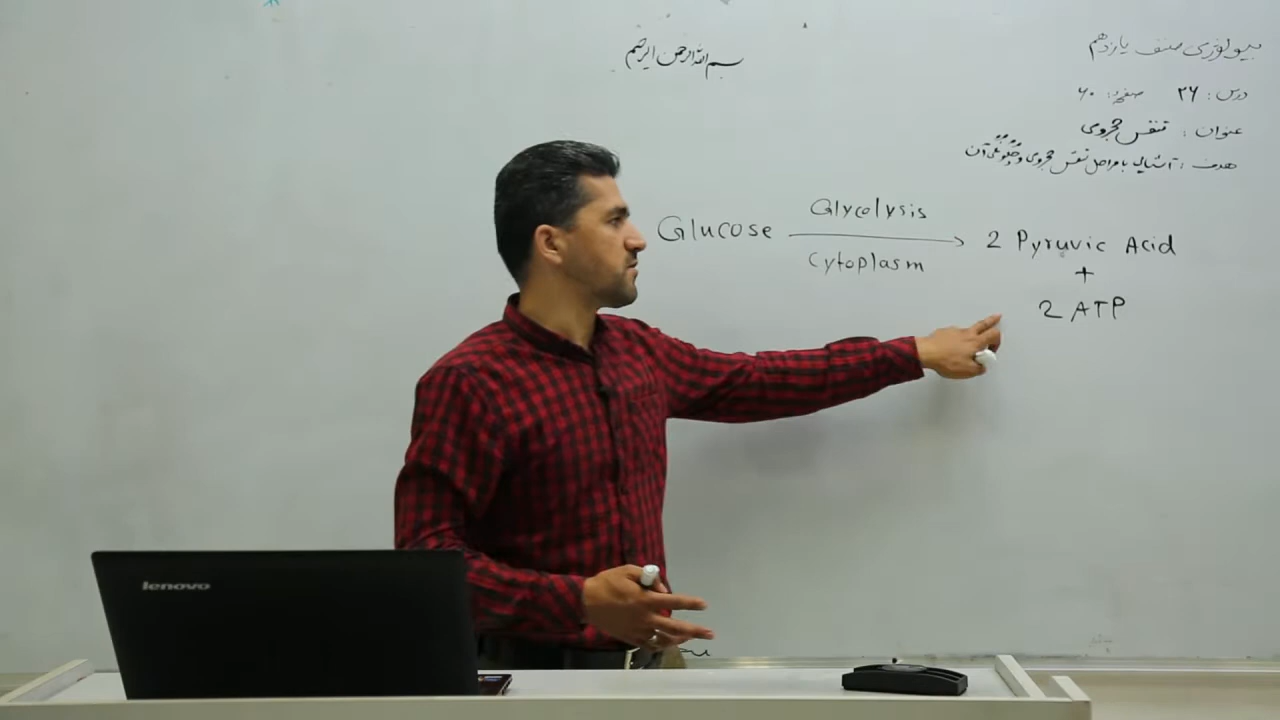 بسم الله الرحمن الرحیم
بیولوژی صنف یازدهم
درس: ۲۶ صفحه: ۶۰
عنوان: تنفس حجروی
هدف: آشنایی با مراحل تنفس حجروی و چگونگی آن
Glucose
Glycolysis
Cytoplasm
2 Pyruvic Acid
+
2 ATP
lenovo